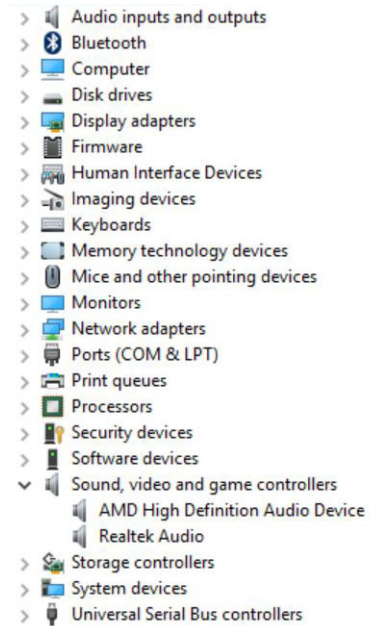 Audio inputs and outputs
Bluetooth
Computer
Disk drives
Display adapters
Firmware
Human Interface Devices
Imaging devices
Keyboards
Memory technology devices
Mice and other pointing devices
Monitors
Network adapters
Ports (COM & LPT)
Print queues
Processors
Security devices
Software devices
Sound, video and game controllers
AMD High Definition Audio Device
Realtek Audio
Storage controllers
System devices
Universal Serial Bus controllers